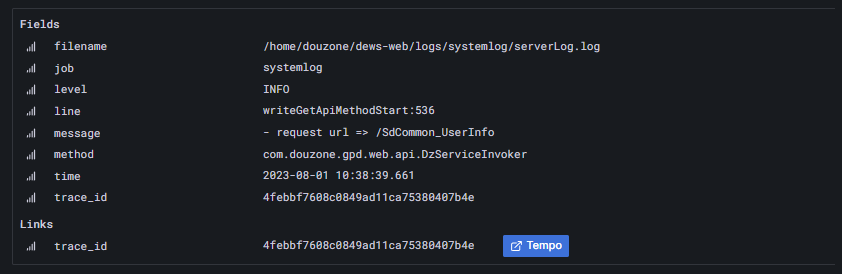 Fields
filename /home/douzone/dews-web/logs/systemlog/serverLog.log
job systemlog
level INFO
line writeGetApiMethodStart:536
message - request url => /SdCommon_UserInfo
method com.douzone.gpd.web.api.DzServiceInvoker
time 2023-08-01 10:38:39.661
trace_id 4febbf7608c0849ad11ca75380407b4e
Links
trace_id 4febbf7608c0849ad11ca75380407b4e Tempo